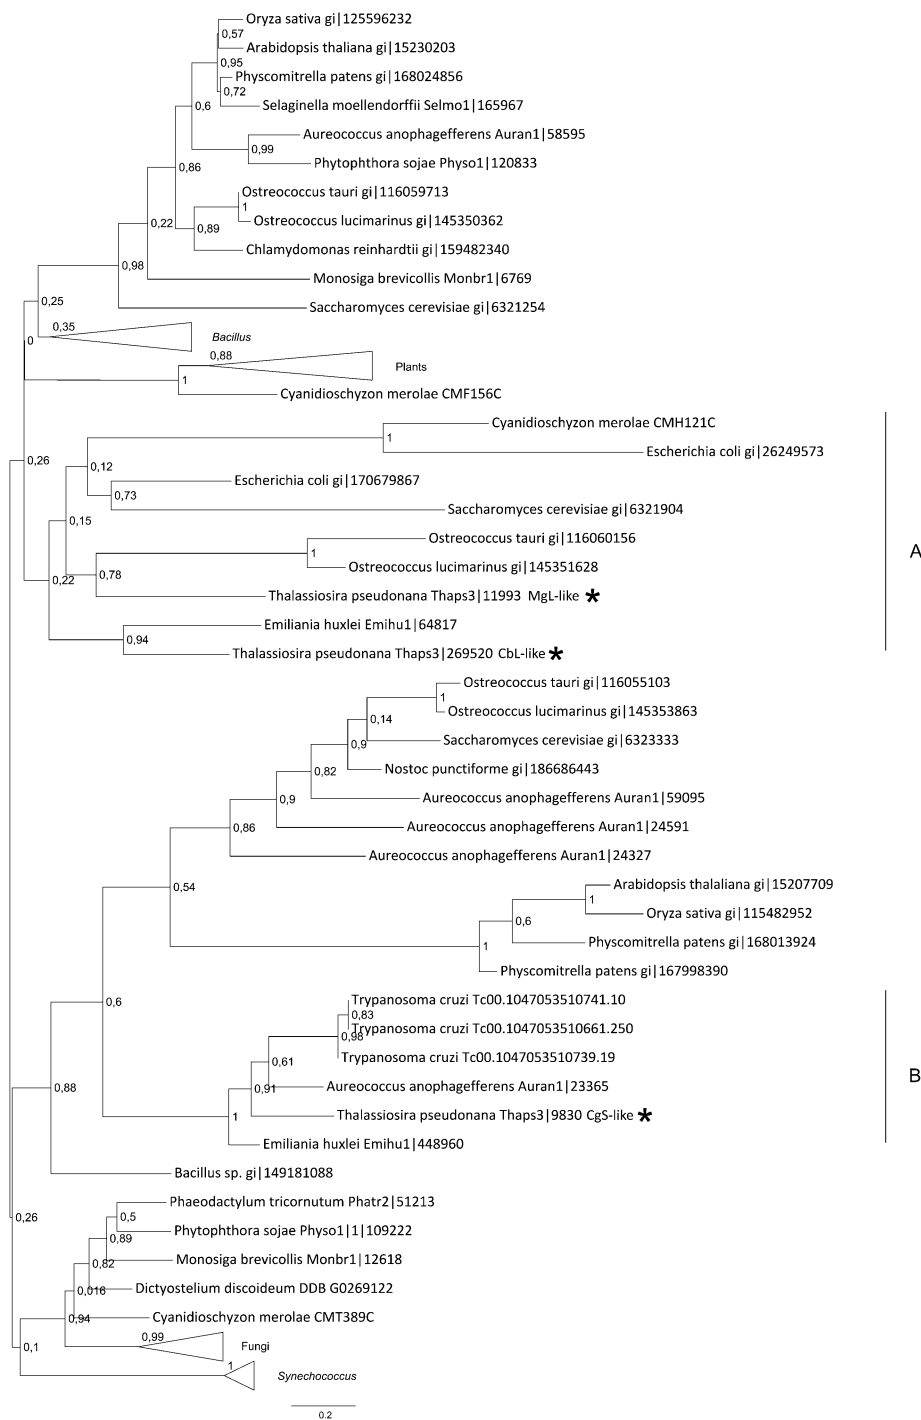 Oryza sativa gi|125596232
0,57
Arabidopsis thaliana gi|15230203
0,95
Physcomitrella patens gi|168024856
0,72
Selaginella moellendorffii Selmo1|165967
0,6
Aureococcus anophagefferens Auran1|58595
0,99
Phytophthora sojae Physo1|120833
0,86
Ostreococcus tauri gi|116059713
1
Ostreococcus lucimarinus gi|145350362
0,22
0,89
Chlamydomonas reinhardtii gi|159482340
0,98
Monosiga brevicollis Monbr1|6769
0,25
Saccharomyces cerevisiae gi|6321254
0,35
Bacillus
0
0,88
Plants
1
Cyanidioschyzon merolae CMF156C
Cyanidioschyzon merolae CMH121C
1
Escherichia coli gi|26249573
0,26
0,12
Escherichia coli gi|170679867
0,73
Saccharomyces cerevisiae gi|6321904
0,15
Ostreococcus tauri gi|116060156
1
A
Ostreococcus lucimarinus gi|145351628
0,78
0,22
Thalassiosira pseudonana Thaps3|11993 MgL-like *
Emiliania huxlei Emihu1|64817
0,94
Thalassiosira pseudonana Thaps3|269520 CbL-like *
Ostreococcus tauri gi|116055103
1
Ostreococcus lucimarinus gi|145353863
0,14
Saccharomyces cerevisiae gi|6323333
0,9
Nostoc punctiforme gi|186686443
0,82
Aureococcus anophagefferens Auran1|59095
0,9
Aureococcus anophagefferens Auran1|24591
0,86
Aureococcus anophagefferens Auran1|24327
0,54
Arabidopsis thalaliana gi|15207709
1
Oryza sativa gi|115482952
0,6
Physcomitrella patens gi|168013924
1
Physcomitrella patens gi|167998390
0,6
Trypanosoma cruzi Tc00.1047053510741.10
0,83
Trypanosoma cruzi Tc00.1047053510661.250
0,98
Trypanosoma cruzi Tc00.1047053510739.19
0,61
B
Aureococcus anophagefferens Auran1|23365
0,91
0,88
Thalassiosira pseudonana Thaps3|9830 CgS-like *
1
Emiliania huxlei Emihu1|448960
Bacillus sp. gi|149181088
Phaeodactylum tricornutum Phatr2|51213
0,5
0,26
Phytophthora sojae Physo1|1|109222
0,89
Monosiga brevicollis Monbr1|12618
0,82
Dictyostelium discoideum DDB G0269122
0,016
Cyanidioschyzon merolae CMT389C
0,94
0,99
Fungi
0,1
1
Synechococcus
0.2